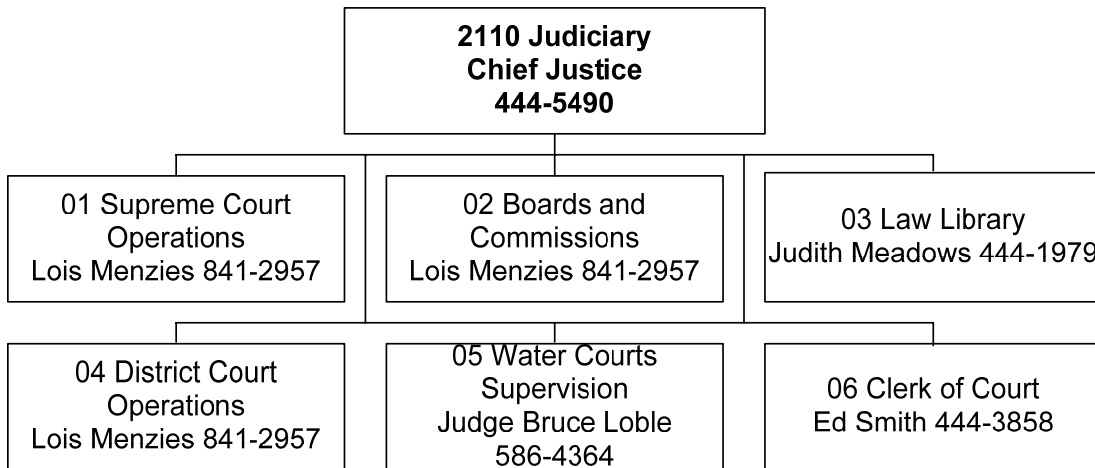 2110 Judiciary
Chief Justice
444-5490
01 Supreme Court
Operations
Lois Menzies 841-2957
02 Boards and
Commissions
Lois Menzies 841-2957
03 Law Library
Judith Meadows 444-1979
04 District Court
Operations
Lois Menzies 841-2957
05 Water Courts
Supervision
Judge Bruce Loble
586-4364
06 Clerk of Court
Ed Smith 444-3858